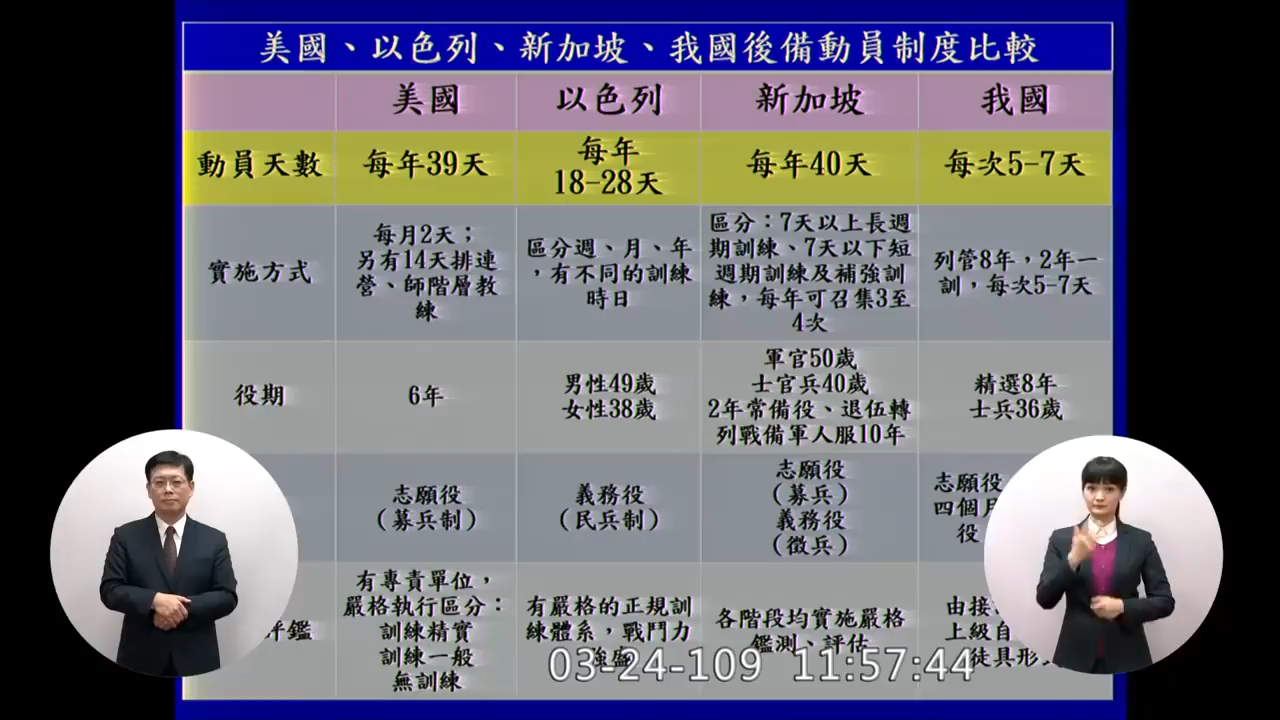 美國、以色列、新加坡、我國後備動員制度比較
美國
以色列
新加坡
我國
動員天數
每年39天
每年
18-28天
每年40天
每次5-7天
實施方式
每月2天；
另有14天排連
營、師階層教
練
區分週、月、年
，有不同的訓練
時日
區分：7天以上長週
期訓練、7天以下短
週期訓練及補強訓
練，每年可召集3至
4次
列管8年，2年一
訓，每次5-7天
役期
6年
男性49歲
女性38歲
軍官50歲
士官兵40歲
2年常備役、退伍轉
列戰備軍人服10年
精選8年
士兵36歲
志願役
（募兵制）
義務役
（民兵制）
志願役
（募兵）
義務役
（徵兵）
志願役
四個月
役
評鑑
有專責單位，
嚴格執行區分：
訓練精實
訓練一般
無訓練
有嚴格的正規訓
練體系，戰鬥力
強盛
各階段均實施嚴格
鑑測、評估
由接
上級自
徒具形
03-24-109 11:57:44